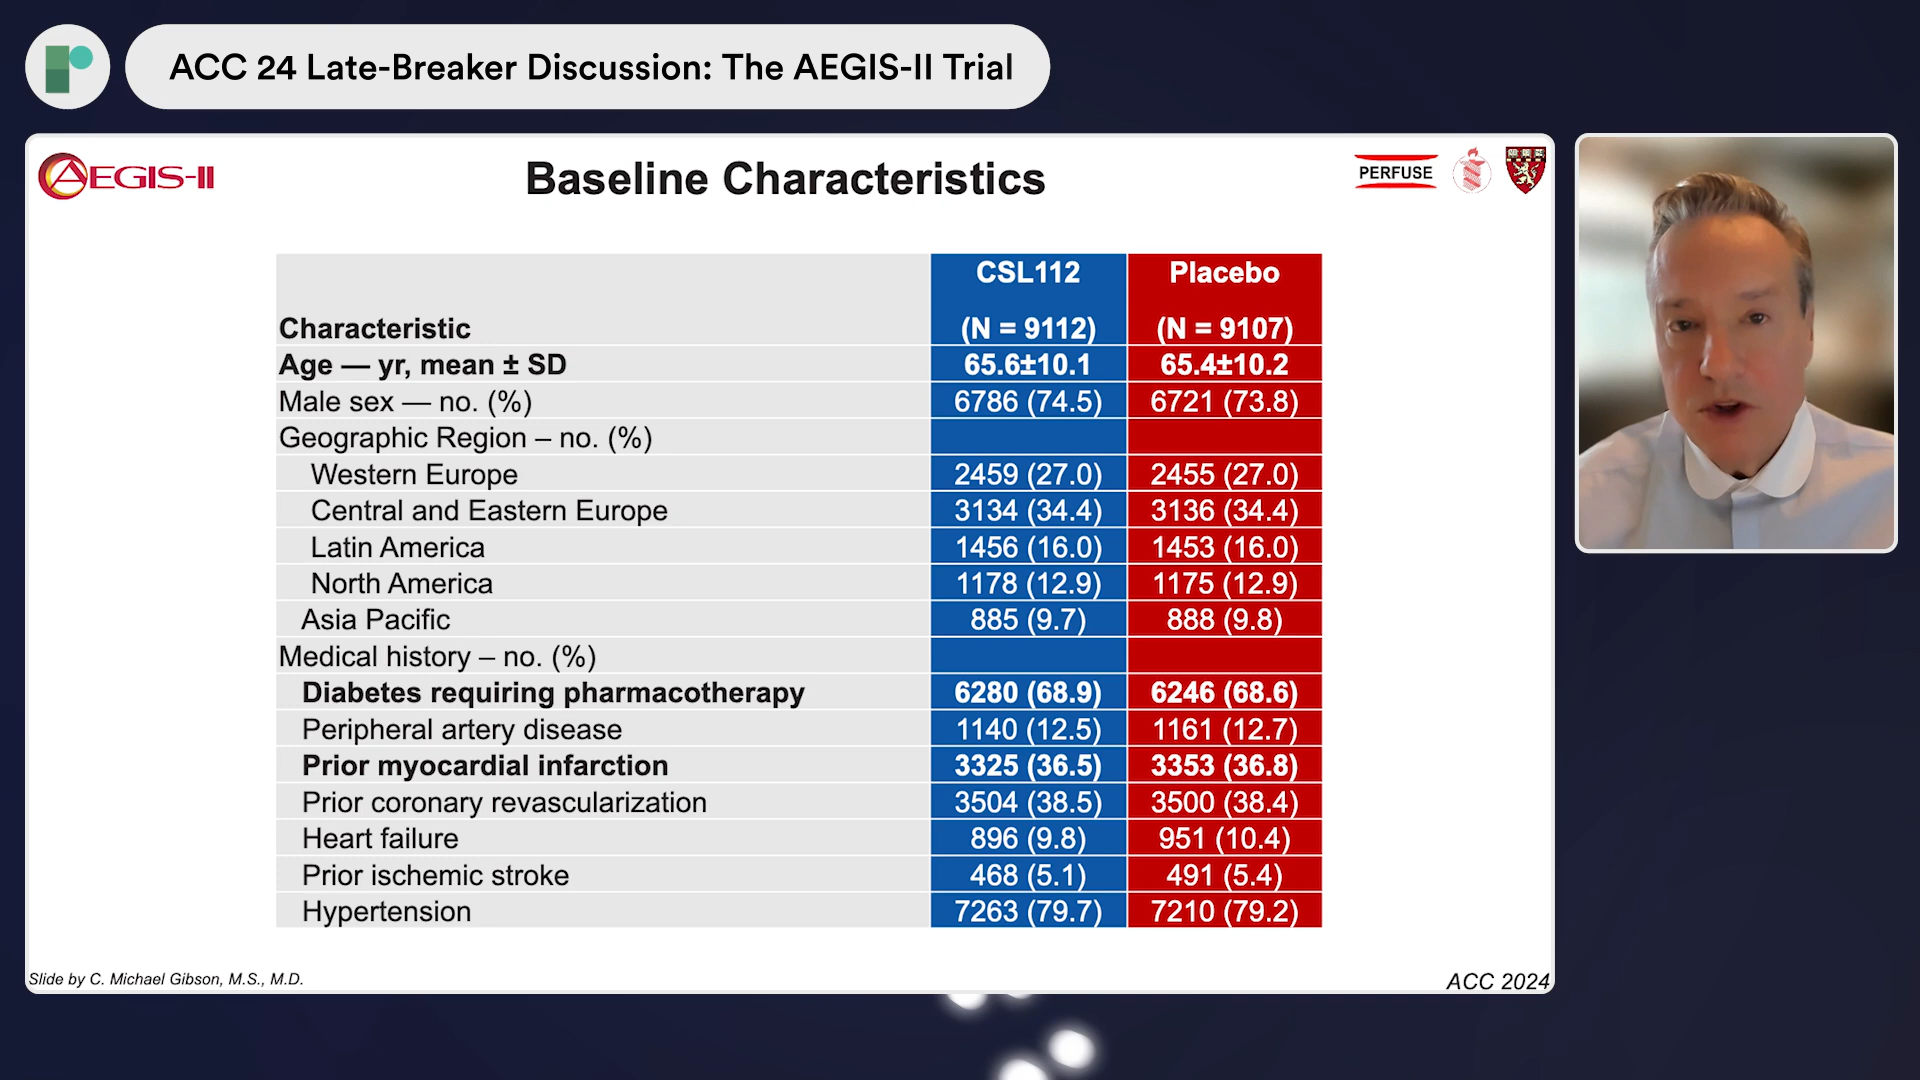 ACC 24 Late-Breaker Discussion: The AEGIS-II Trial
AEGIS-II
Baseline Characteristics
PERFUSE
CSL112 Placebo
Characteristic (N = 9112) (N = 9107)
Age — yr, mean ± SD 65.6±10.1 65.4±10.2
Male sex — no. (%) 6786 (74.5) 6721 (73.8)
Geographic Region – no. (%)
Western Europe 2459 (27.0) 2455 (27.0)
Central and Eastern Europe 3134 (34.4) 3136 (34.4)
Latin America 1456 (16.0) 1453 (16.0)
North America 1178 (12.9) 1175 (12.9)
Asia Pacific 885 (9.7) 888 (9.8)
Medical history – no. (%)
Diabetes requiring pharmacotherapy 6280 (68.9) 6246 (68.6)
Peripheral artery disease 1140 (12.5) 1161 (12.7)
Prior myocardial infarction 3325 (36.5) 3353 (36.8)
Prior coronary revascularization 3504 (38.5) 3500 (38.4)
Heart failure 896 (9.8) 951 (10.4)
Prior ischemic stroke 468 (5.1) 491 (5.4)
Hypertension 7263 (79.7) 7210 (79.2)
Slide by C. Michael Gibson, M.S., M.D.
ACC 2024